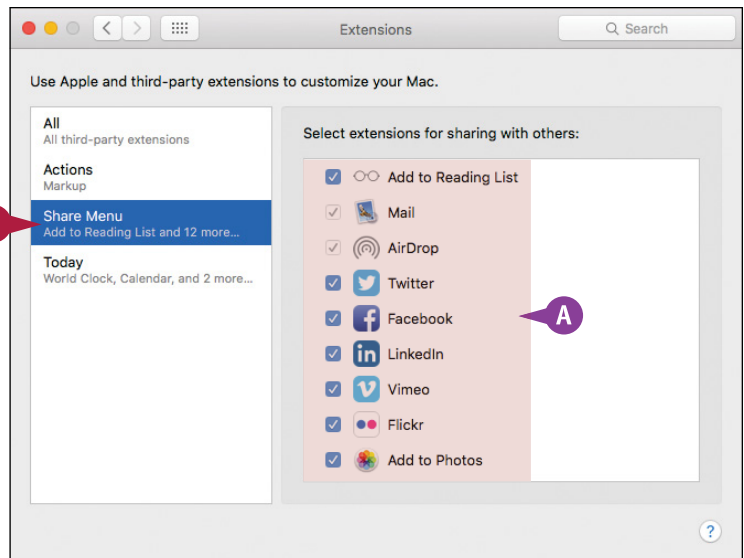 Extensions
Search
Use Apple and third-party extensions to customize your Mac.
All
All third-party extensions
Actions
Markup
Share Menu
Add to Reading List and 12 more...
Today
World Clock, Calendar, and 2 more...
Select extensions for sharing with others:
Add to Reading List
Mail
AirDrop
Twitter
Facebook
A
LinkedIn
Vimeo
Flickr
Add to Photos
?